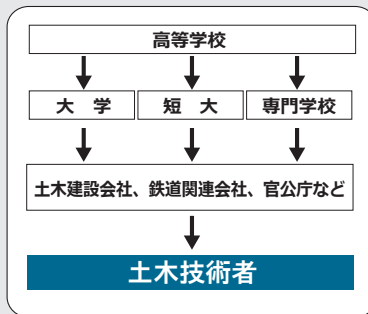 高等学校
大学
短大
専門学校
土木建設会社、鉄道関連会社、官公庁など
土木技術者